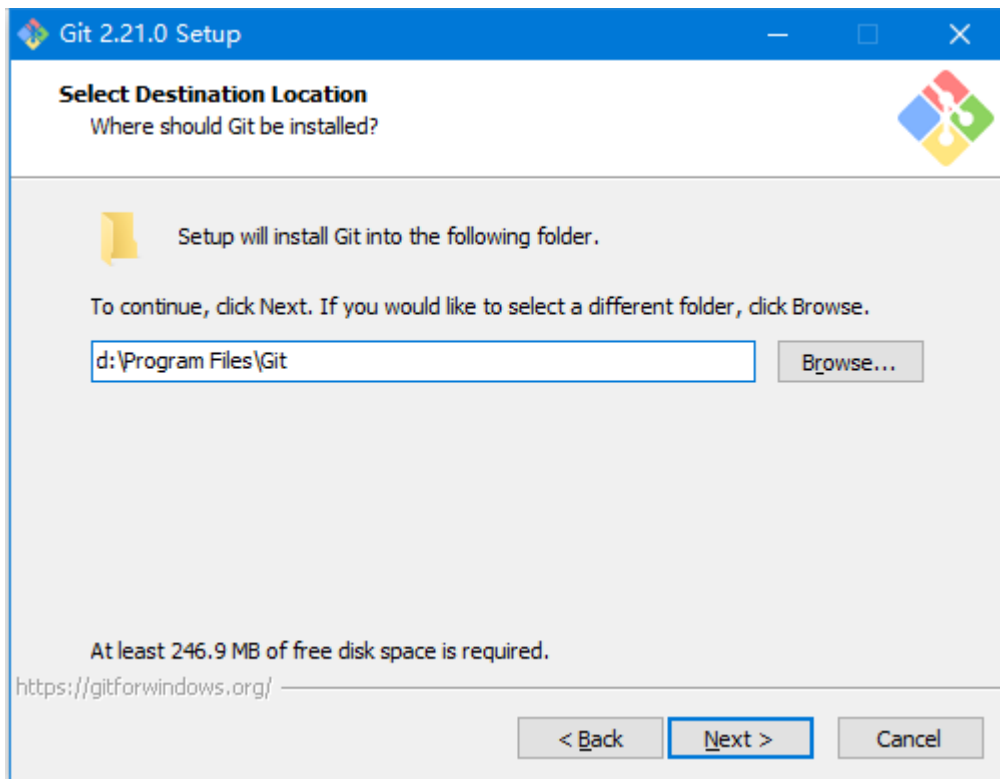 Git 2.21.0 Setup
Select Destination Location
Where should Git be installed?
Setup will install Git into the following folder.
To continue, click Next. If you would like to select a different folder, click Browse.
d:\Program Files\Git
Browse...
At least 246.9 MB of free disk space is required.
https://gitforwindows.org/
< Back
Next >
Cancel